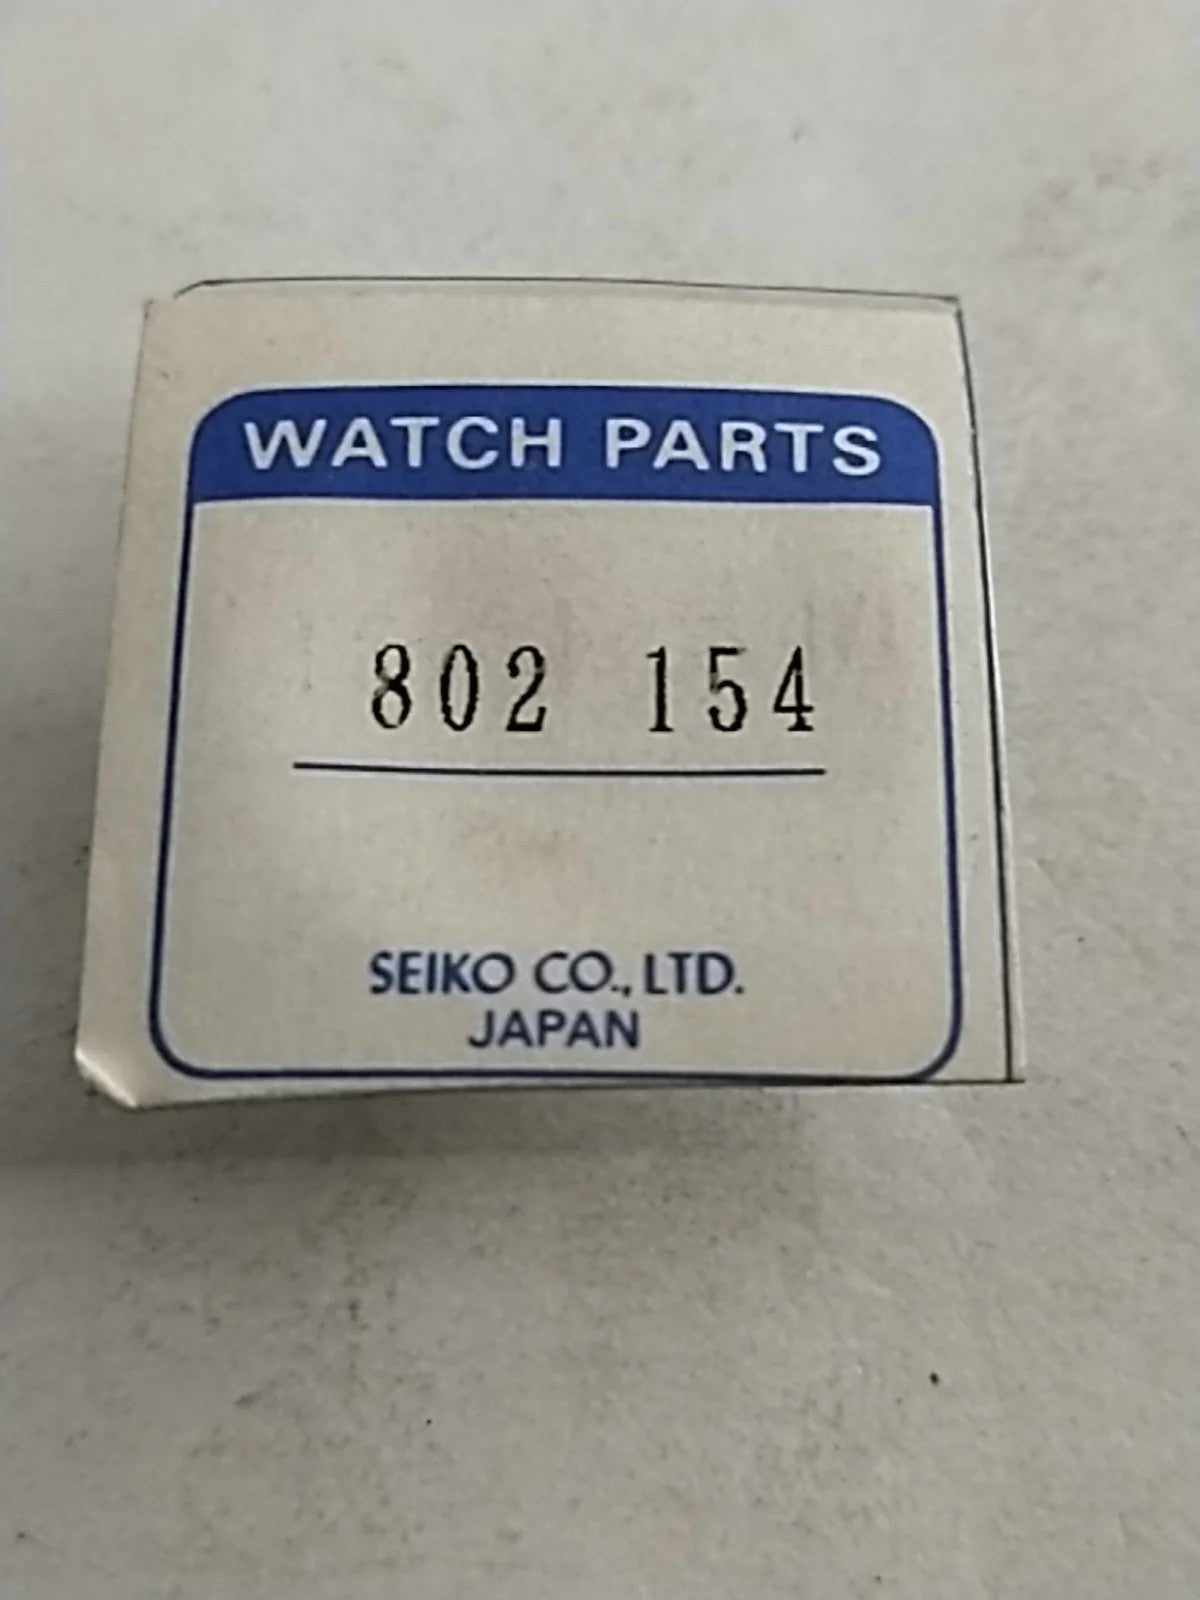 WATCH PARTS
802 154
SEIKO CO., LTD.
JAPAN